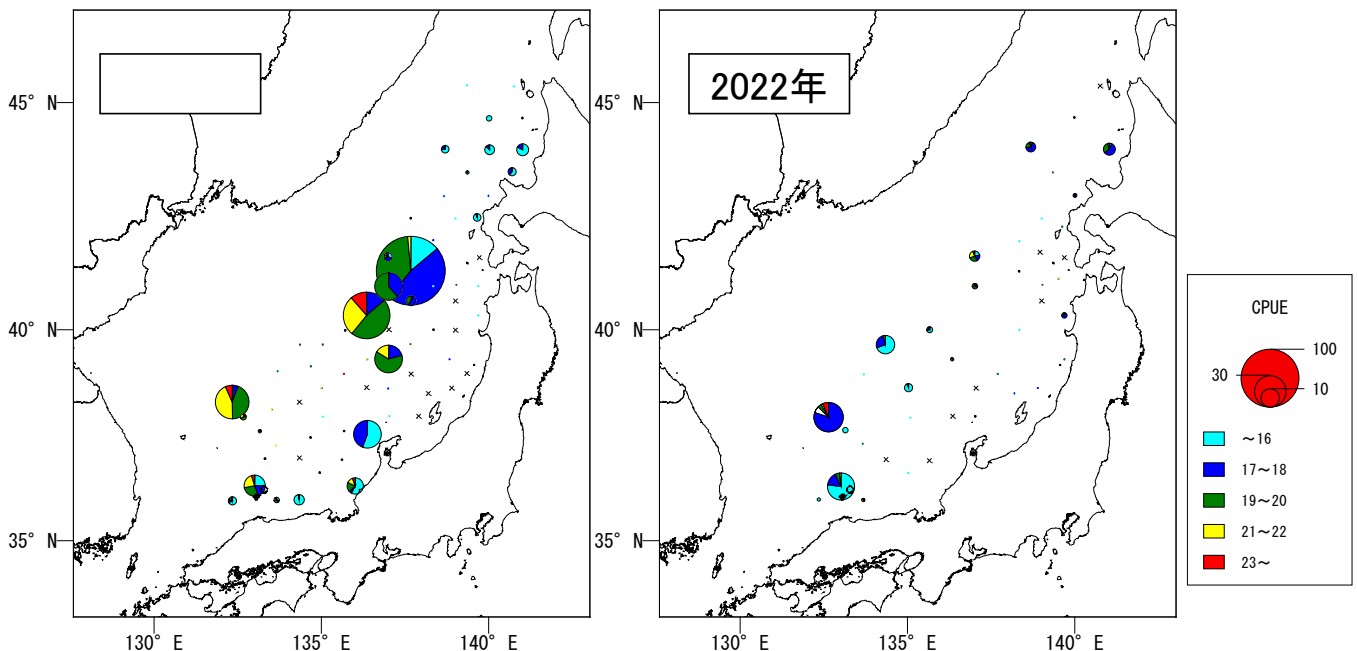 2022年
45° N
40° N
35° N
130° E
135° E
140° E
45° N
40° N
35° N
130° E
135° E
140° E
CPUE
100
30
10
～16
17～18
19～20
21～22
23～